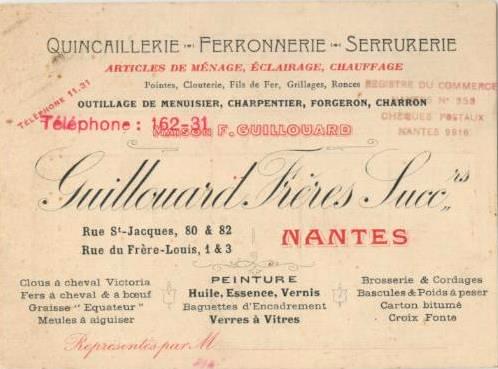 QUINCAILLERIE - FERRONNERIE - SERRURERIE
ARTICLES DE MÉNAGE, ÉCLAIRAGE, CHAUFFAGE
Pointes, Clouterie, Fils de Fer, Grillages, Ronces
OUTILLAGE DE MENUISIER, CHARPENTIER, FORGERON, CHARRON
TÉLÉPHONE 11.31
Téléphone : 162-31
REGISTRE DU COMMERCE
N° 353
CHÈQUES POSTAUX
NANTES 9916
MAISON F. GUILLOUARD
Guillouard Frères Succ.rs
Rue St-Jacques, 80 & 82
Rue du Frère-Louis, 1 & 3
NANTES
Clous à cheval Victoria
Fers à cheval & à bœuf
Graisse "Equateur"
Meules à aiguiser
PEINTURE
Huile, Essence, Vernis
Baguettes d'Encadrement
Verres à Vitres
Brosserie & Cordages
Bascules & Poids à peser
Carton bitumé
Croix Fonte
Représentés par M